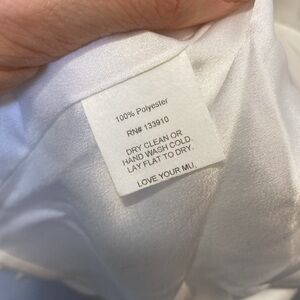 100% Polyester
RN# 133910
DRY CLEAN OR
HAND WASH COLD.
LAY FLAT TO DRY.
LOVE YOUR MU.